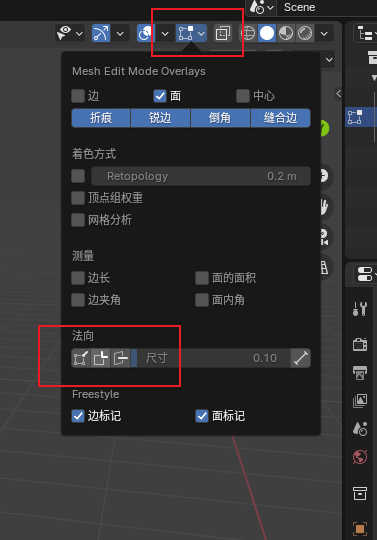 Scene
Mesh Edit Mode Overlays
边 面 中心
折痕 锐边 倒角 缝合边
着色方式
Retopology 0.2 m
顶点组权重
网格分析
测量
边长 面的面积
边夹角 面内角
法向
尺寸 0.10
Freestyle
边标记 面标记